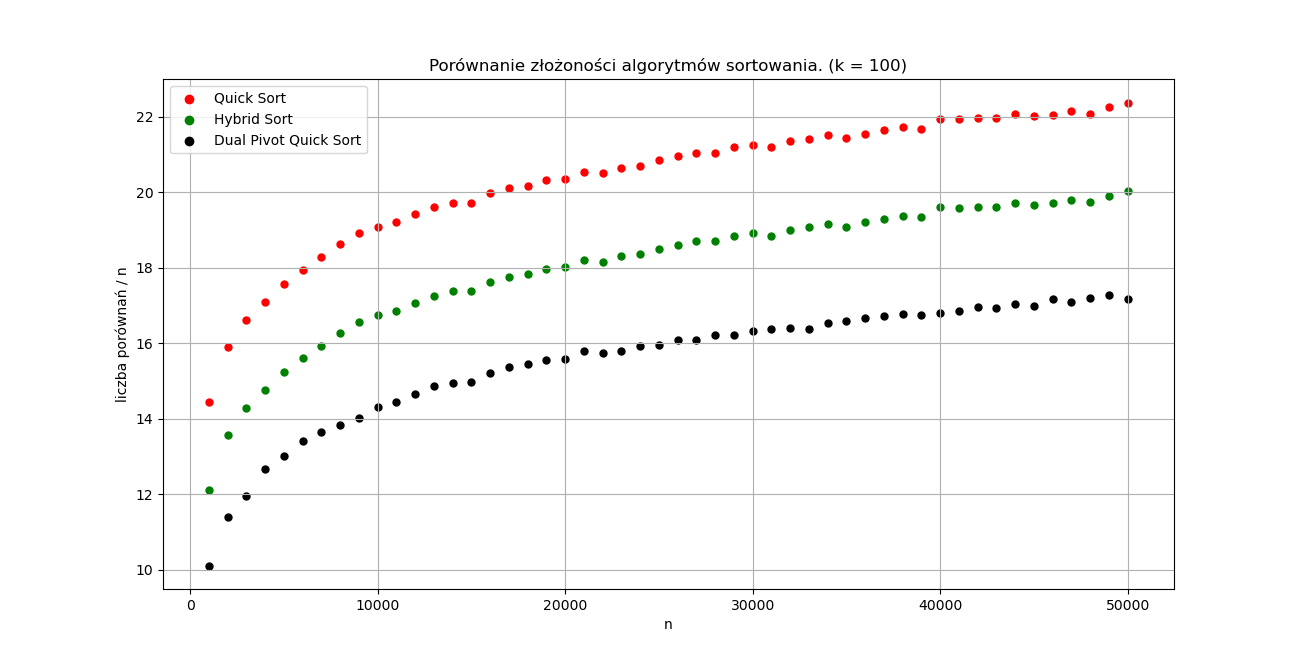 Porównanie złożoności algorytmów sortowania. (k = 100)
Quick Sort
Hybrid Sort
Dual Pivot Quick Sort
liczba porównań / n
22
20
18
16
14
12
10
0 10000 20000 30000 40000 50000
n